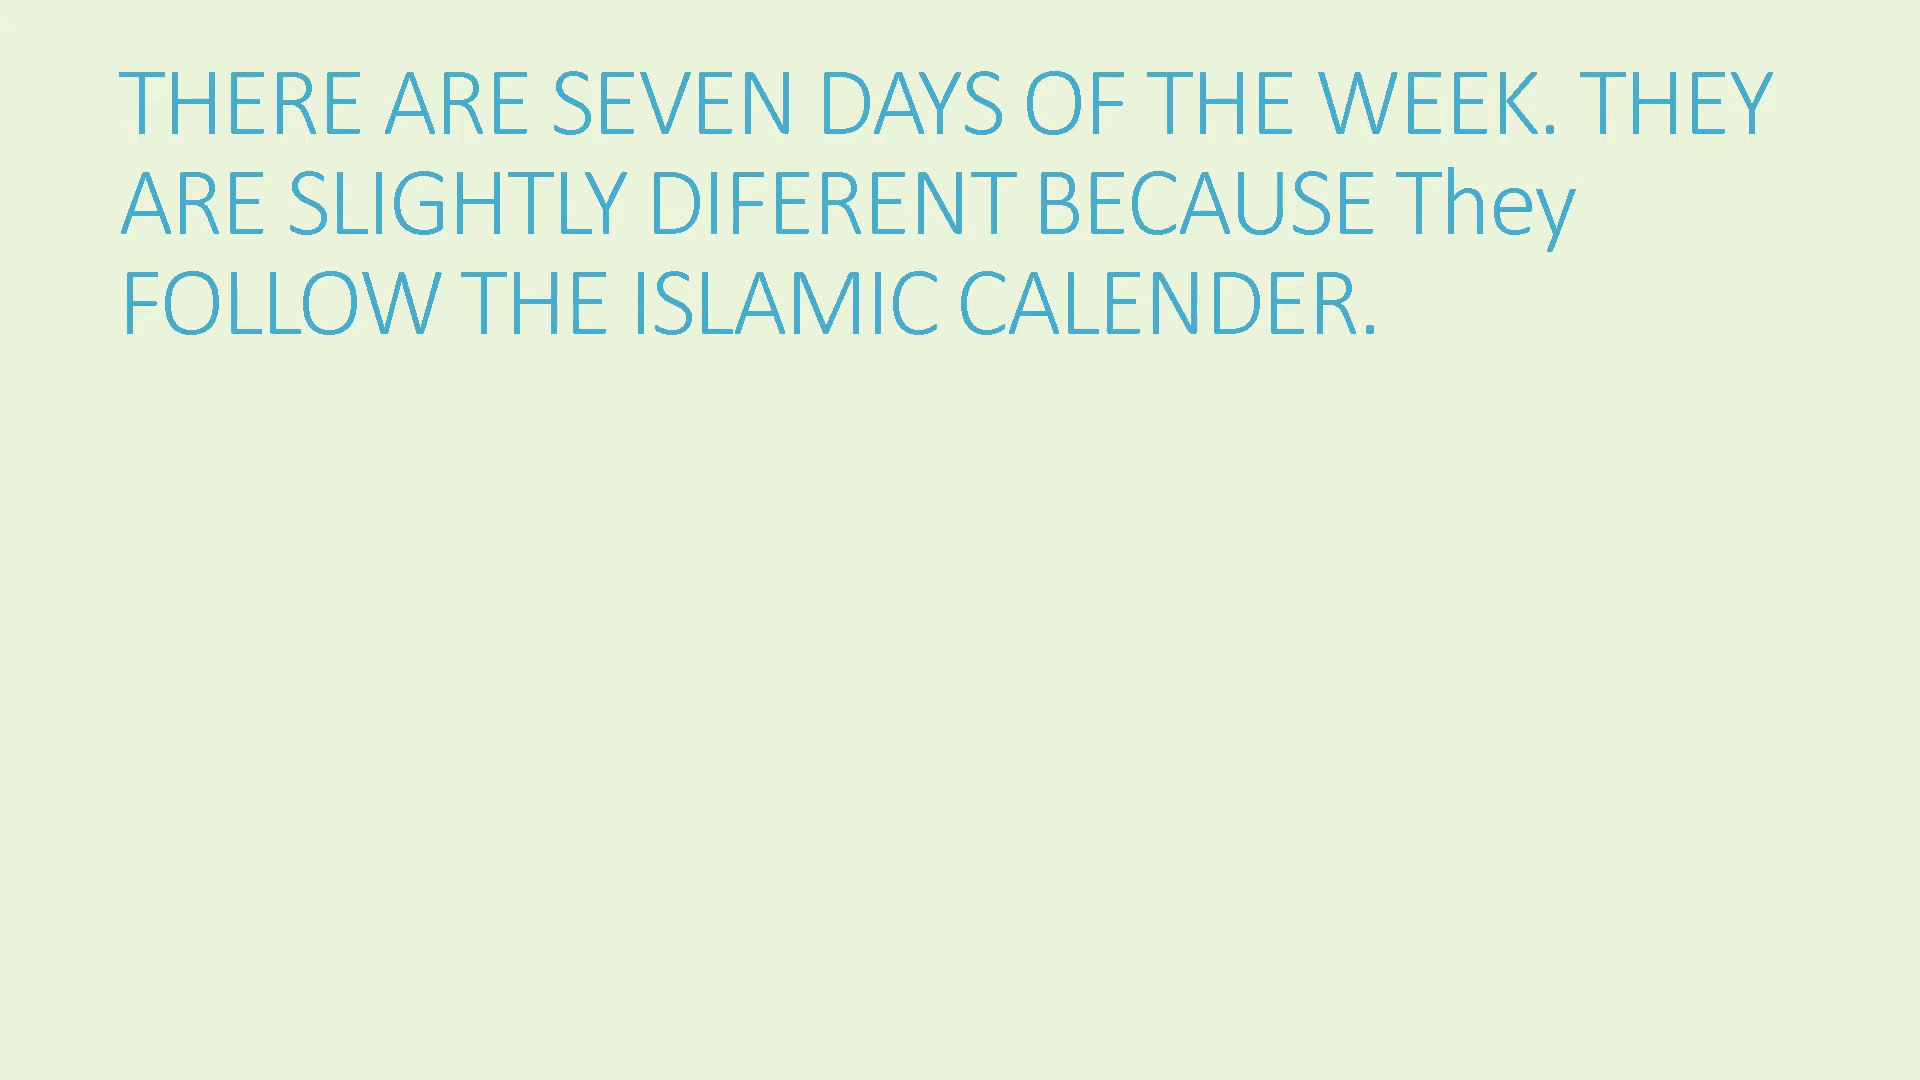 THERE ARE SEVEN DAYS OF THE WEEK. THEY
ARE SLIGHTLY DIFERENT BECAUSE They
FOLLOW THE ISLAMIC CALENDER.